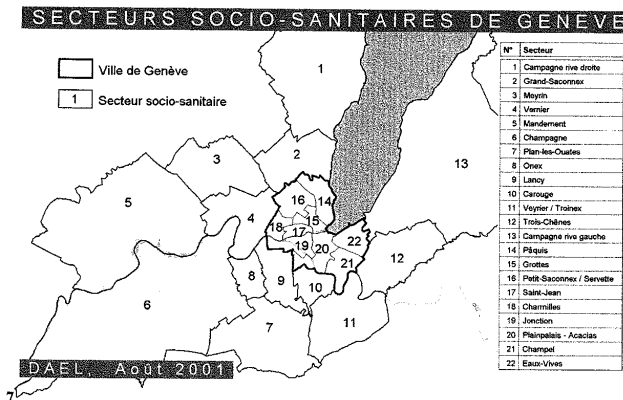 SECTEURS SOCIO-SANITAIRES DE GENÈVE
Ville de Genève
1 Secteur socio-sanitaire
N° Secteur
1 Campagne rive droite
2 Grand-Saconnex
3 Meyrin
4 Vernier
5 Mandement
6 Champagne
7 Plan-les-Ouates
8 Onex
9 Lancy
10 Carouge
11 Veyrier / Troinex
12 Trois-Chênes
13 Campagne rive gauche
14 Pâquis
15 Grottes
16 Petit-Saconnex / Servette
17 Saint-Jean
18 Charmilles
19 Jonction
20 Plainpalais - Acacias
21 Champel
22 Eaux-Vives
1
2
3
13
16 14
5
4
15
18 17
22
19 20
12
21
8 9
10
6
11
7
DAEL, Août 2001
7